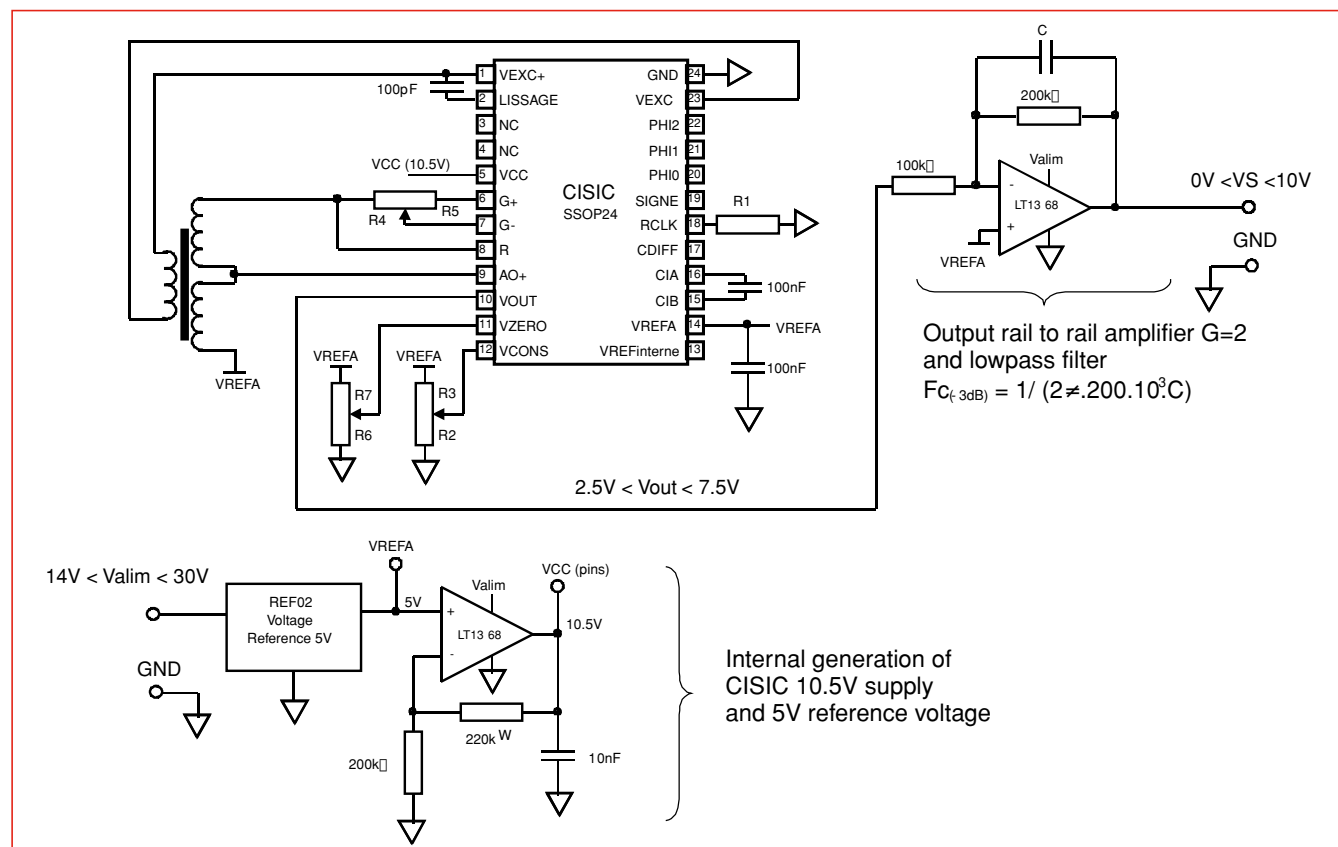 1 VEXC+
2 LISSAGE
3 NC
4 NC
5 VCC
6 G+
7 G-
8 R
9 AO+
10 VOUT
11 VZERO
12 VCONS
GND 24
VEXC 23
PHI2 22
PHI1 21
PHI0 20
SIGNE 19
RCLK 18
CDIFF 17
CIA 16
CIB 15
VREFA 14
VREFinterne 13
CISIC
SSOP24
100pF
VCC (10.5V)
R4
R5
VREFA
VREFA
R7
R6
VREFA
R3
R2
R1
100nF
VREFA
100nF
2.5V < Vout < 7.5V
C
200k▯
100k▯
Valim
-
LT13 68
+
VREFA
0V <VS <10V
GND
Output rail to rail amplifier G=2
and lowpass filter
Fc(- 3dB) = 1/ (2≠.200.10³.C)
14V < Valim < 30V
REF02
Voltage
Reference 5V
GND
VREFA
5V
Valim
+
LT13 68
-
VCC (pins)
10.5V
220k W
200k▯
10nF
Internal generation of
CISIC 10.5V supply
and 5V reference voltage